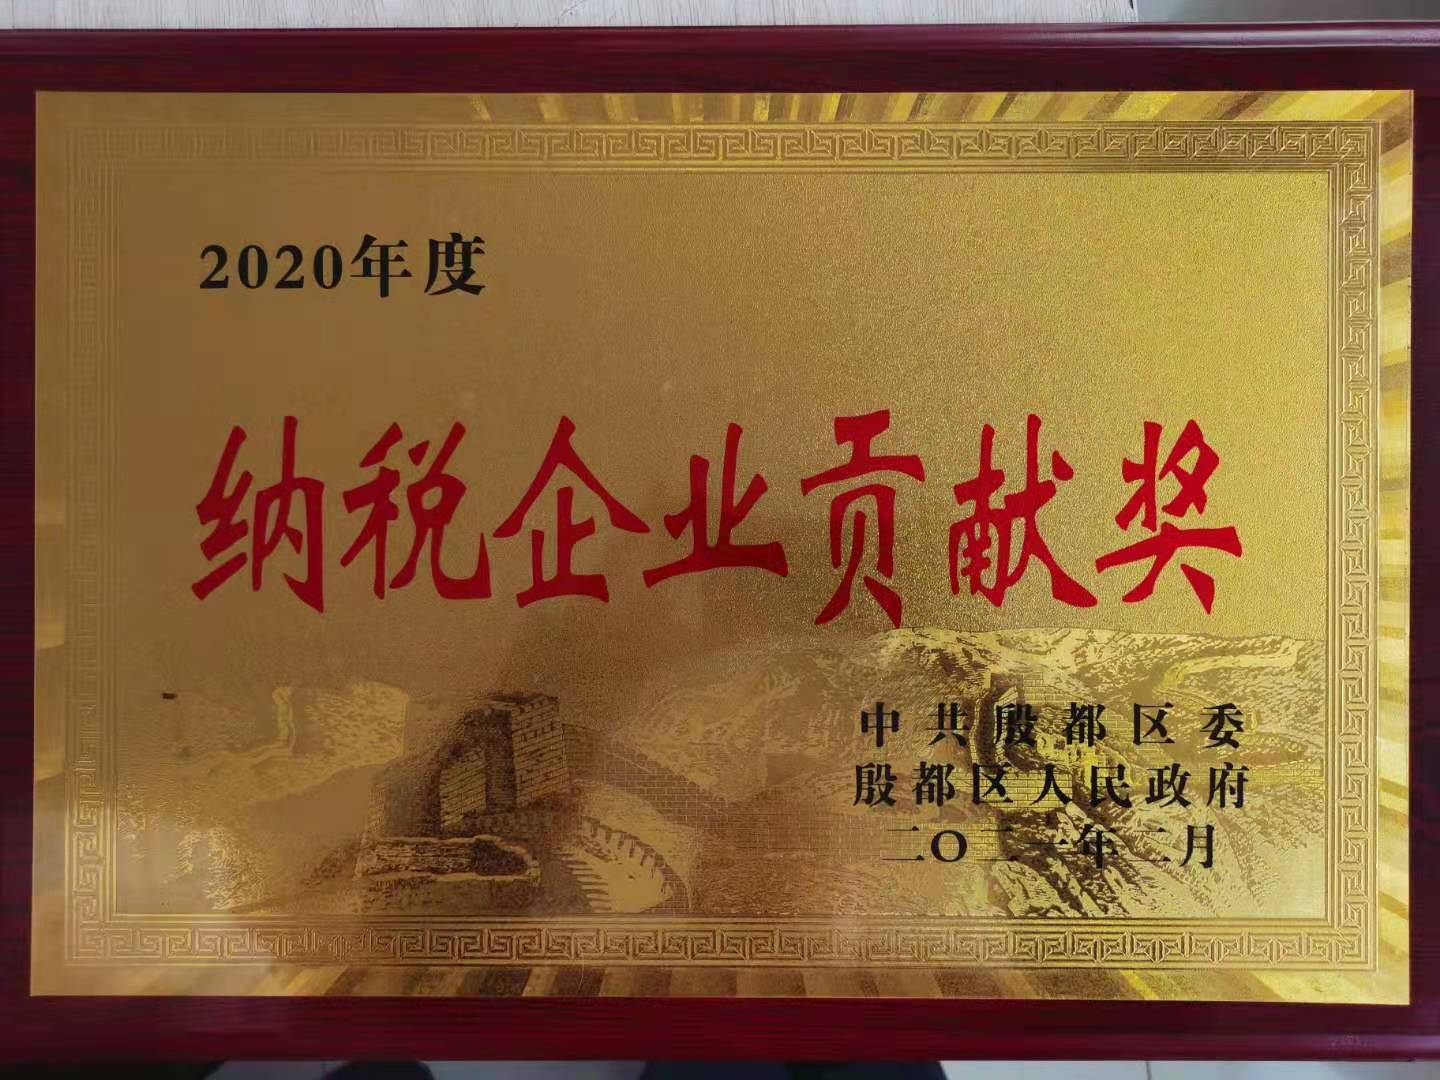 2020年度
纳税企业贡献奖
中共殷都区委
殷都区人民政府
二〇二一年二月